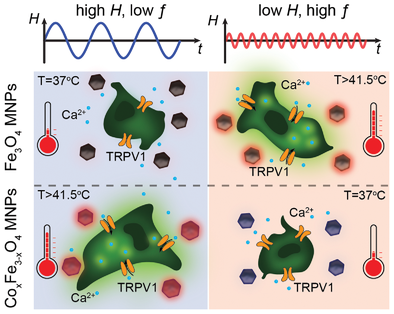 high H, low f
low H, high f
H
t
H
t
Fe₃O₄ MNPs
T=37°C
Ca²⁺
TRPV1
Ca²⁺
T>41.5°C
TRPV1
CoₓFe₃₋ₓO₄ MNPs
T>41.5°C
Ca²⁺
TRPV1
T=37°C
Ca²⁺
TRPV1